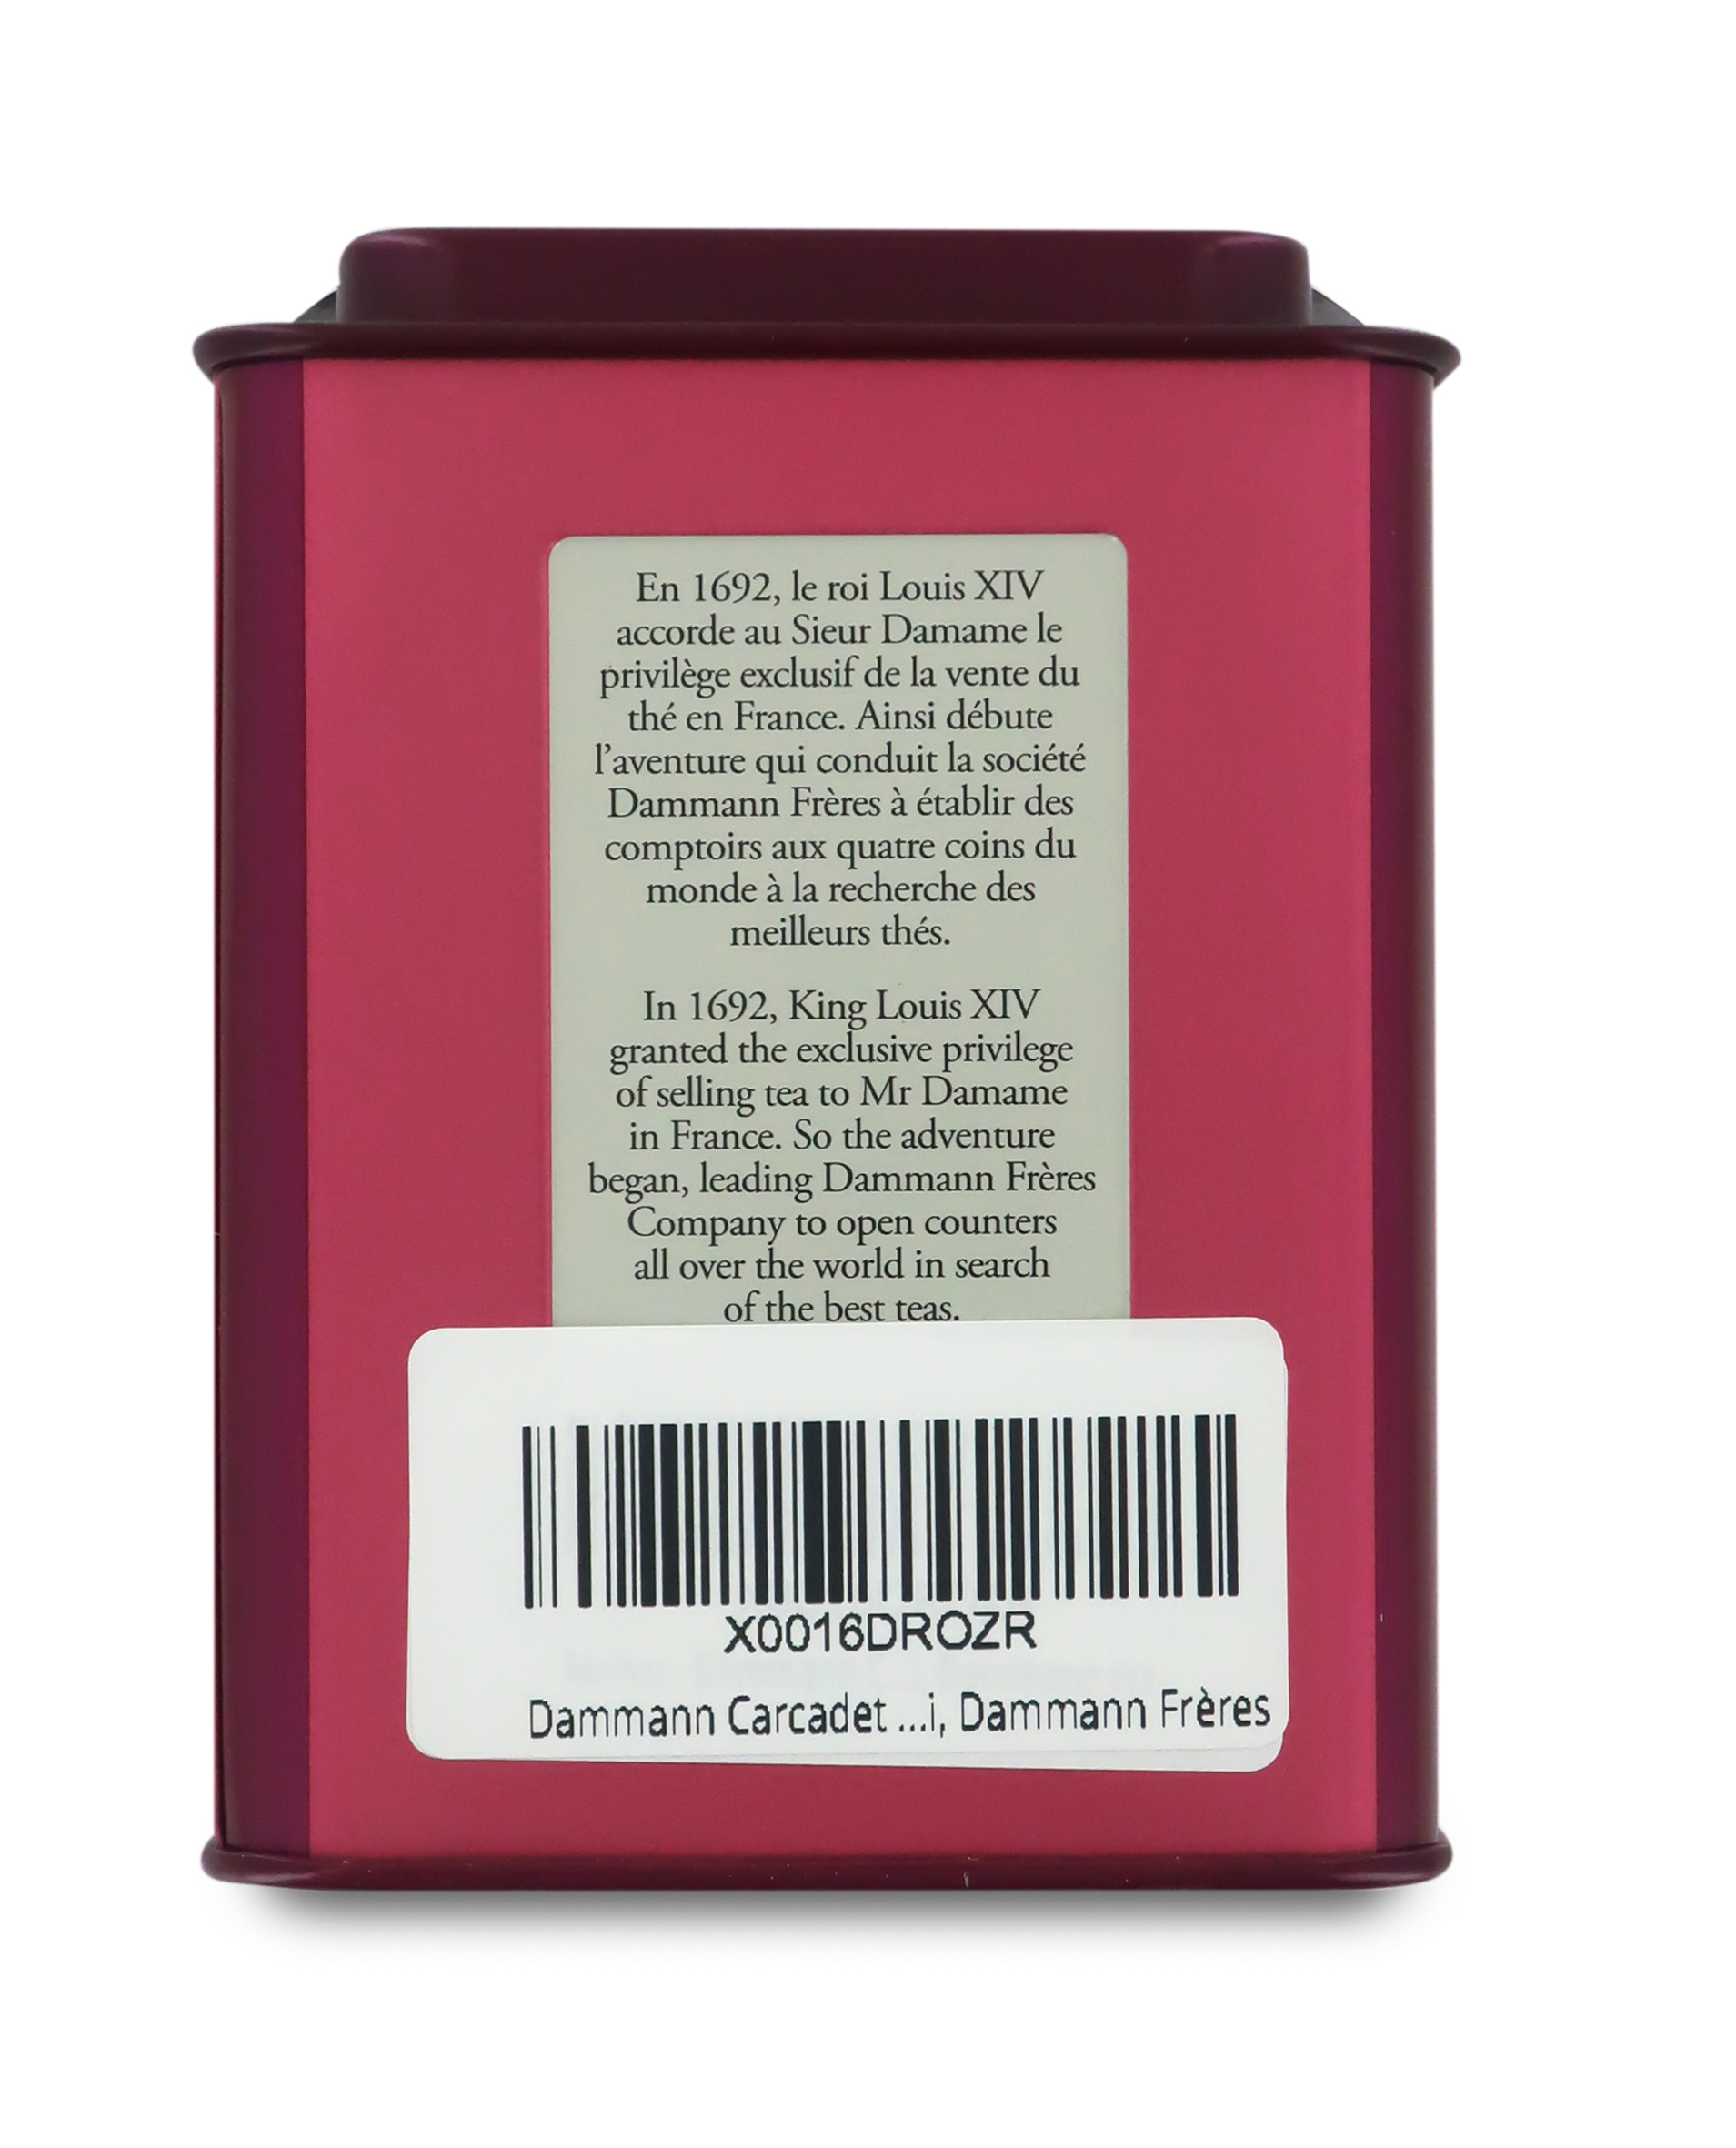 En 1692, le roi Louis XIV
accorde au Sieur Damame le
privilège exclusif de la vente du
thé en France. Ainsi débute
l’aventure qui conduit la société
Dammann Frères à établir des
comptoirs aux quatre coins du
monde à la recherche des
meilleurs thés.
In 1692, King Louis XIV
granted the exclusive privilege
of selling tea to Mr Damame
in France. So the adventure
began, leading Dammann Frères
Company to open counters
all over the world in search
of the best teas.
X0016DROZR
Dammann Carcadet ...i, Dammann Frères